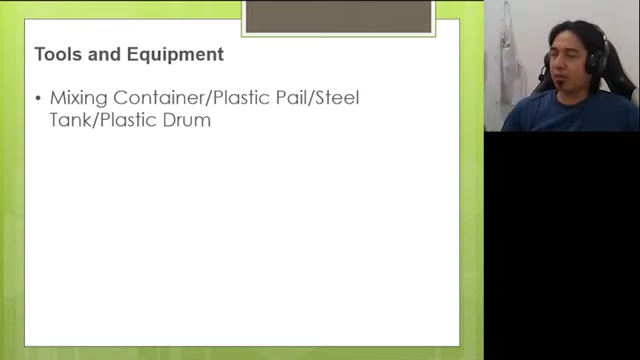 Tools and Equipment
• Mixing Container/Plastic Pail/Steel
Tank/Plastic Drum